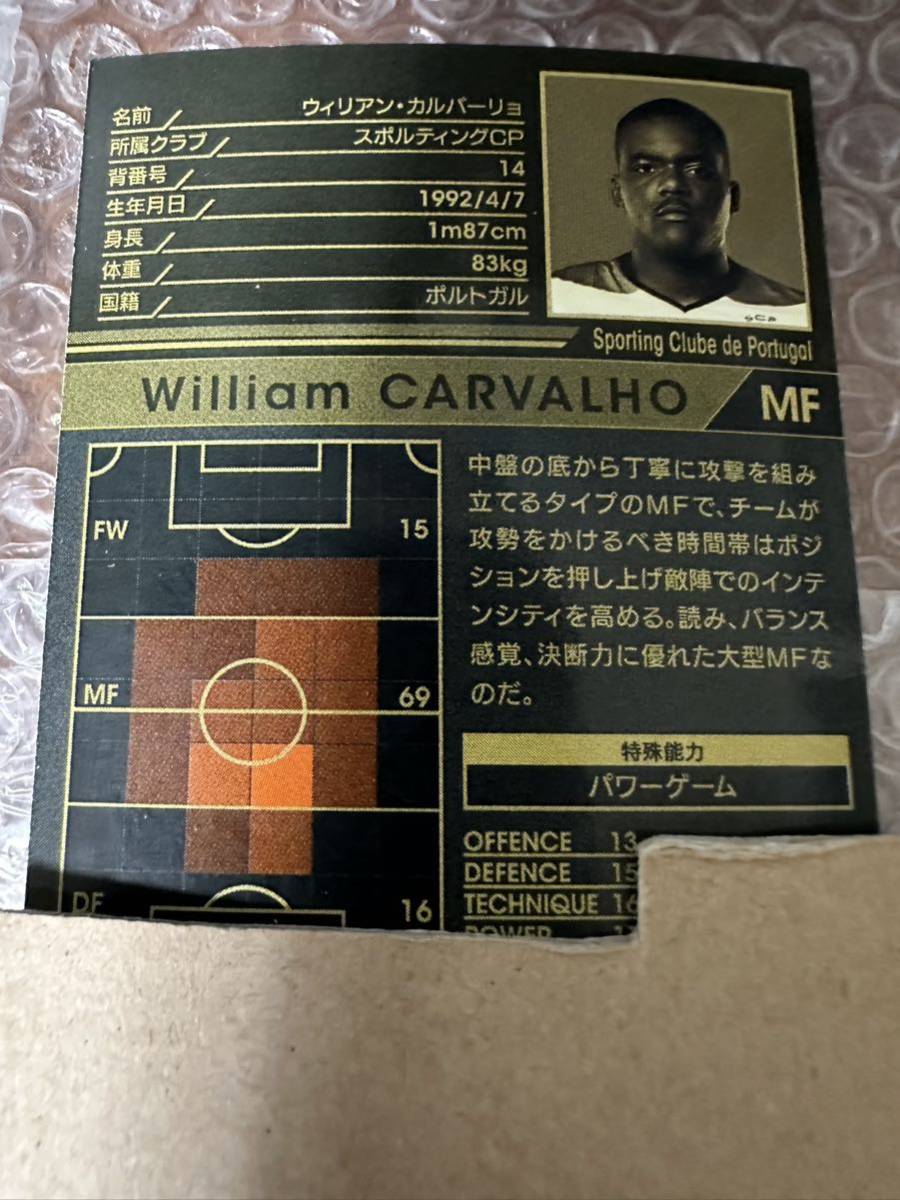 名前 ウィリアン・カルバーリョ
所属クラブ スポルティングCP
背番号 14
生年月日 1992/4/7
身長 1m87cm
体重 83kg
国籍 ポルトガル
SCP
Sporting Clube de Portugal
William CARVALHO MF
FW 15
MF 69
DF 16
中盤の底から丁寧に攻撃を組み
立てるタイプのMFで、チームが
攻勢をかけるべき時間帯はポジ
ションを押し上げ敵陣でのインテ
ンシティを高める。読み、バランス
感覚、決断力に優れた大型MFな
のだ。
特殊能力
パワーゲーム
OFFENCE 13
DEFENCE 15
TECHNIQUE 16
POWER